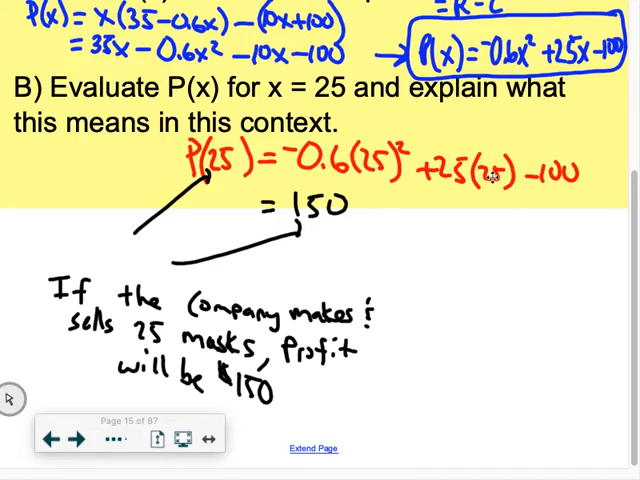 = R-C
P(x) = x(35-0.6x) -(10x+100)
= 35x - 0.6x² -10x -100 → P(x) = -0.6x² +25x -100
B) Evaluate P(x) for x = 25 and explain what
this means in this context.
P(25) = -0.6(25)² +25(25) -100
= 150
If the Company makes &
sells 25 masks, Profit
will be $150
Page 15 of 87
Extend Page